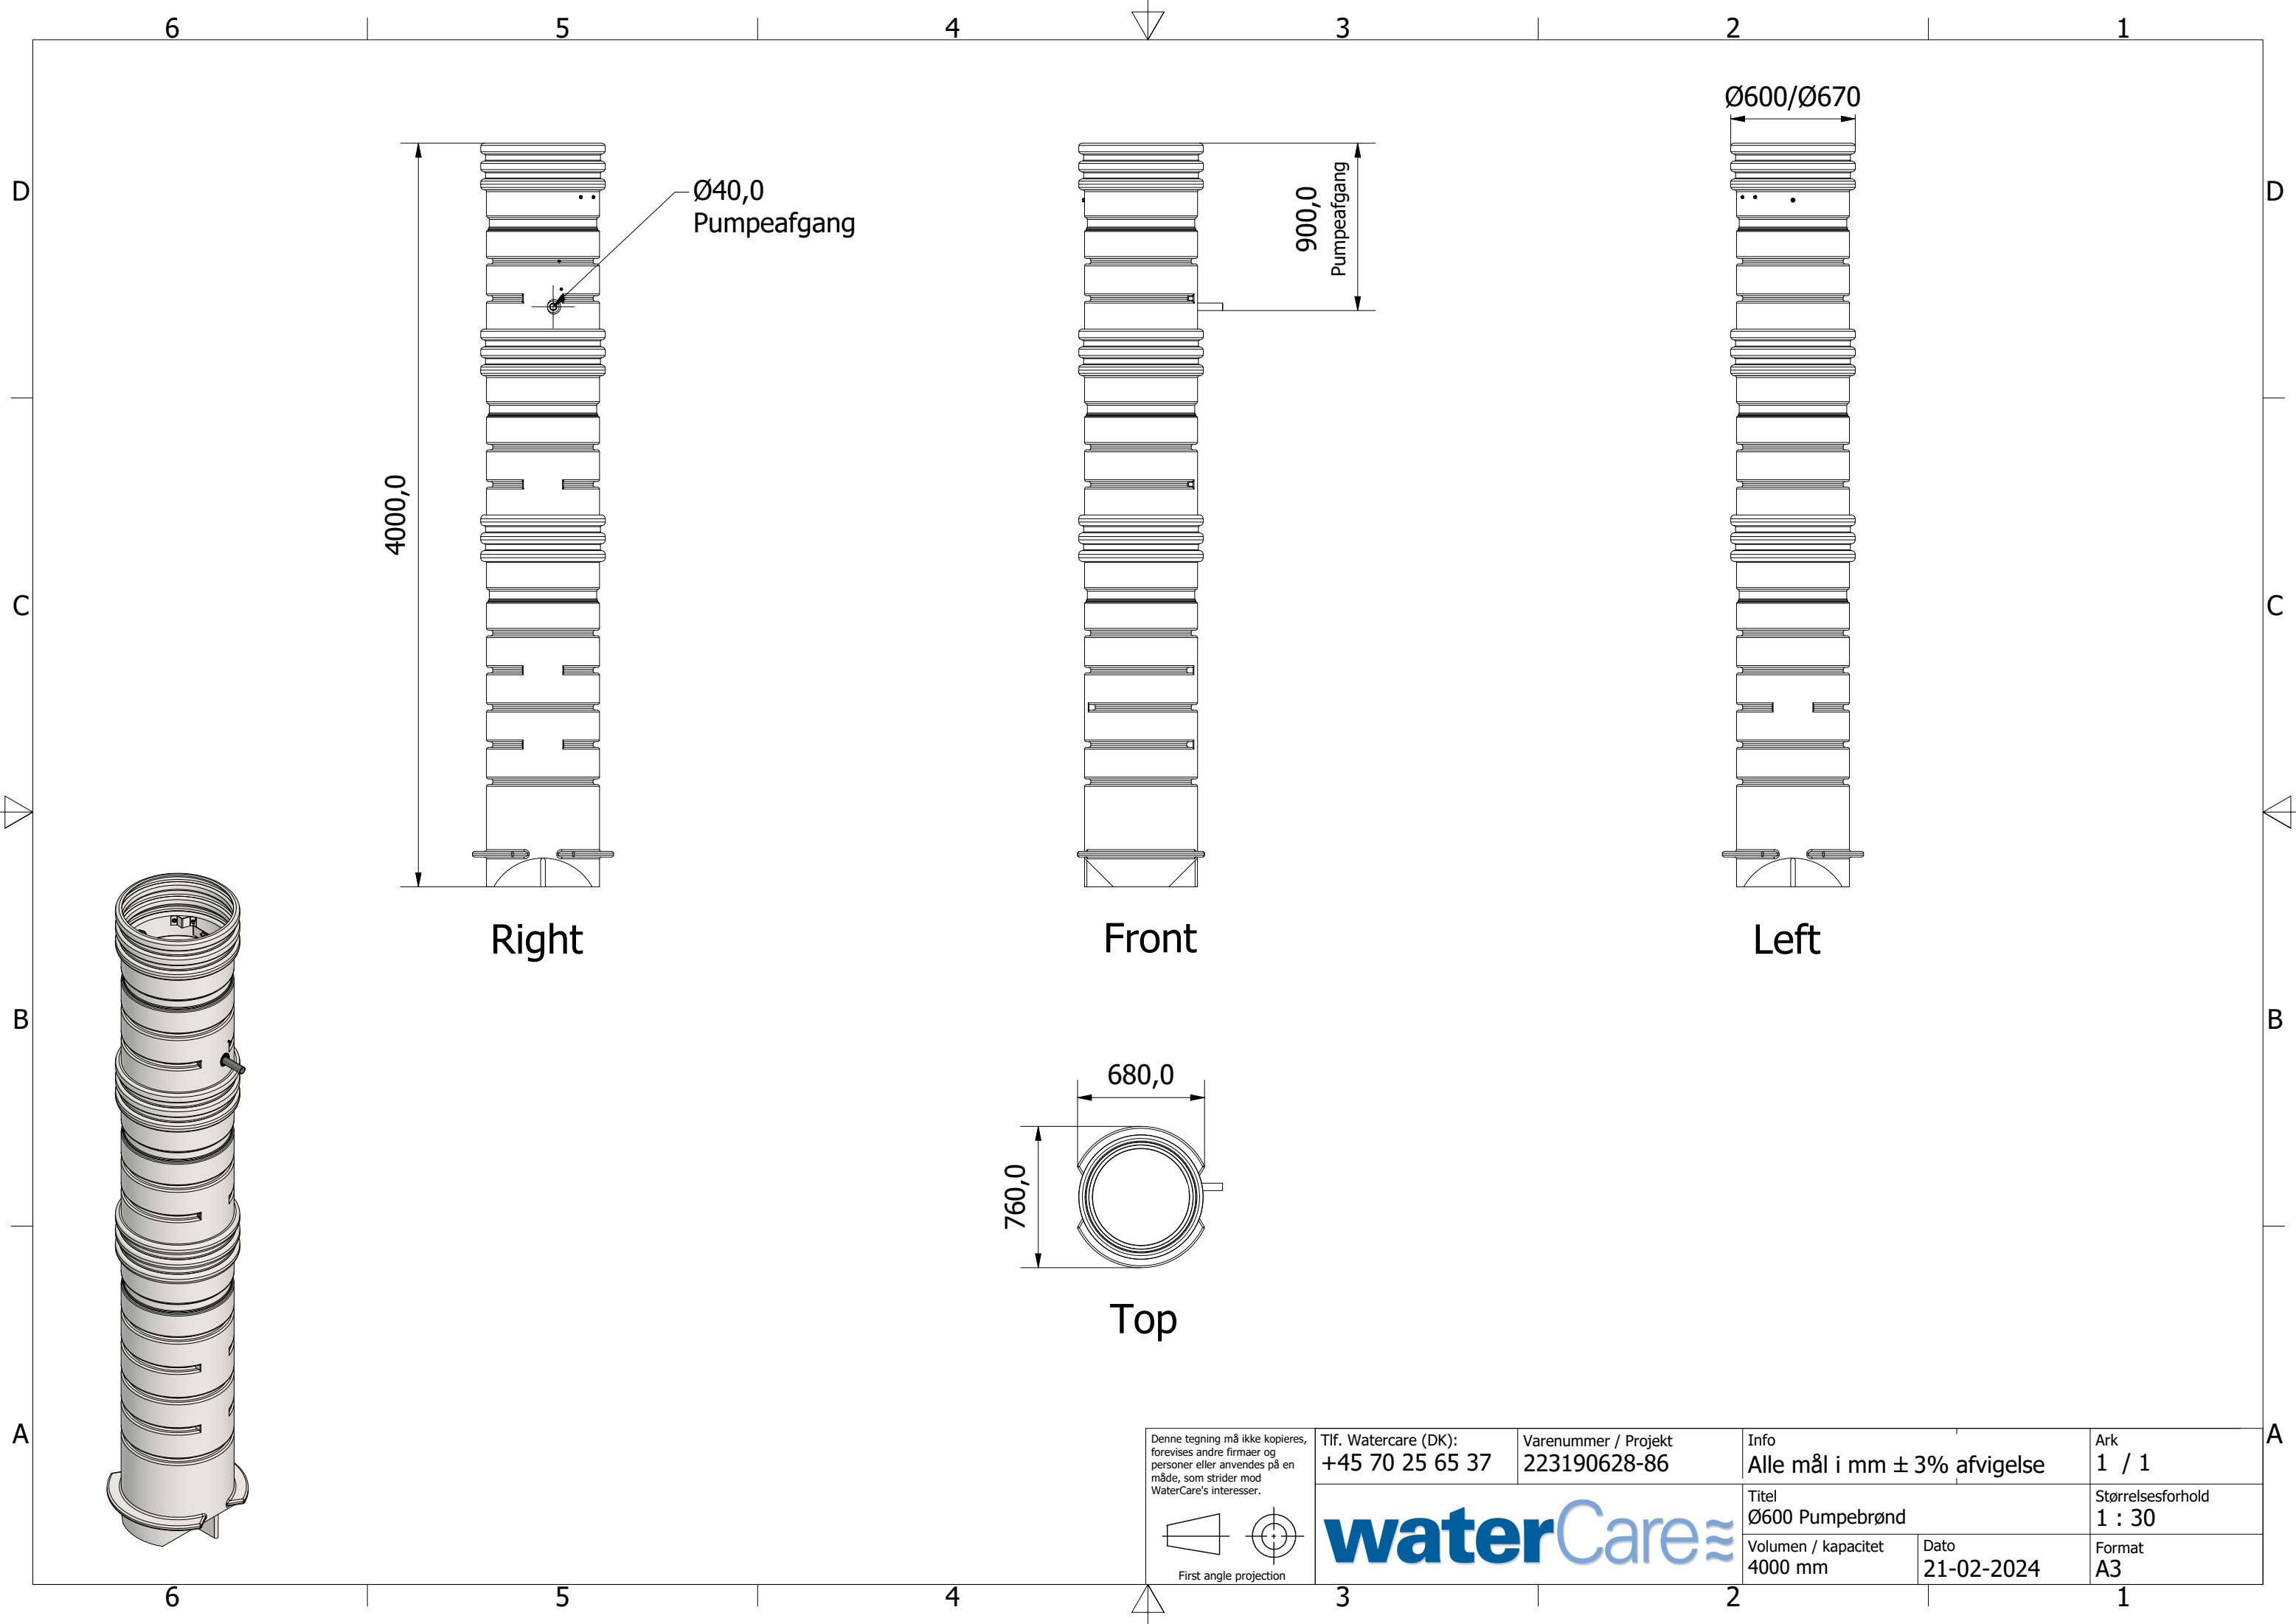 6 5 4 3 2 1
Ø600/Ø670
D
Ø40,0
Pumpeafgang
900,0
Pumpeafgang
D
4000,0
C
C
Right
Front
Left
B
B
680,0
760,0
Top
A
A
Denne tegning må ikke kopieres,
forevises andre firmaer og
personer eller anvendes på en
måde, som strider mod
WaterCare's interesser.
First angle projection
Tlf. Watercare (DK):
+45 70 25 65 37
Varenummer / Projekt
223190628-86
Info
Alle mål i mm ± 3% afvigelse
Ark
1 / 1
waterCare
Titel
Ø600 Pumpebrønd
Størrelsesforhold
1 : 30
Volumen / kapacitet
4000 mm
Dato
21-02-2024
Format
A3
6 5 4 3 2 1